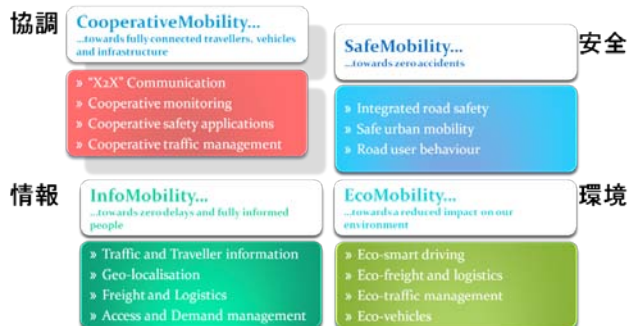 協調
CooperativeMobility...
...towards fully connected travellers, vehicles
and infrastructure
» "X2X" Communication
» Cooperative monitoring
» Cooperative safety applications
» Cooperative traffic management
安全
SafeMobility...
...towards zero accidents
» Integrated road safety
» Safe urban mobility
» Road user behaviour
情報
InfoMobility...
...towards zero delays and fully informed
people
» Traffic and Traveller information
» Geo-localisation
» Freight and Logistics
» Access and Demand management
環境
EcoMobility...
...towards a reduced impact on our
environment
» Eco-smart driving
» Eco-freight and logistics
» Eco-traffic management
» Eco-vehicles